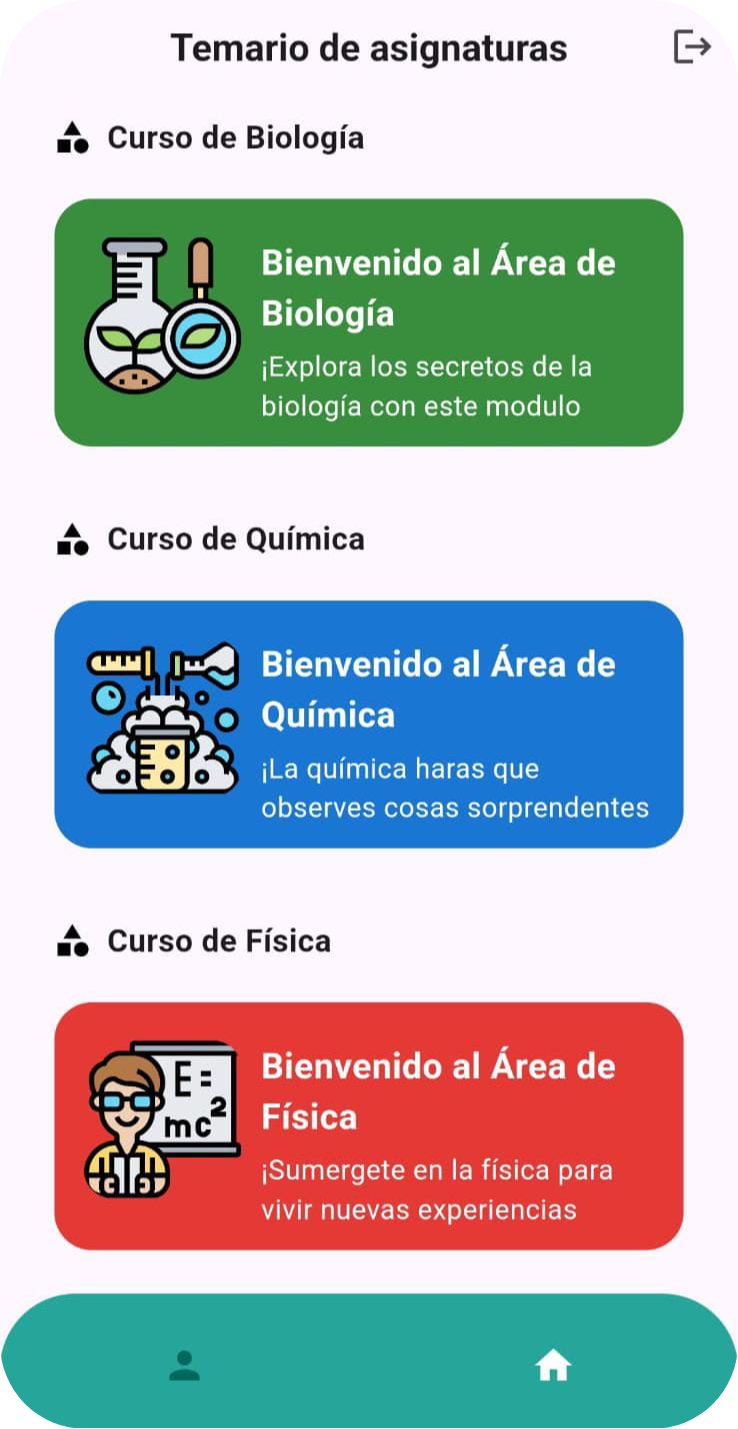 Temario de asignaturas
Curso de Biología
Bienvenido al Área de
Biología
¡Explora los secretos de la
biología con este modulo
Curso de Química
Bienvenido al Área de
Química
¡La química haras que
observes cosas sorprendentes
Curso de Física
E=
mc²
Bienvenido al Área de
Física
¡Sumergete en la física para
vivir nuevas experiencias